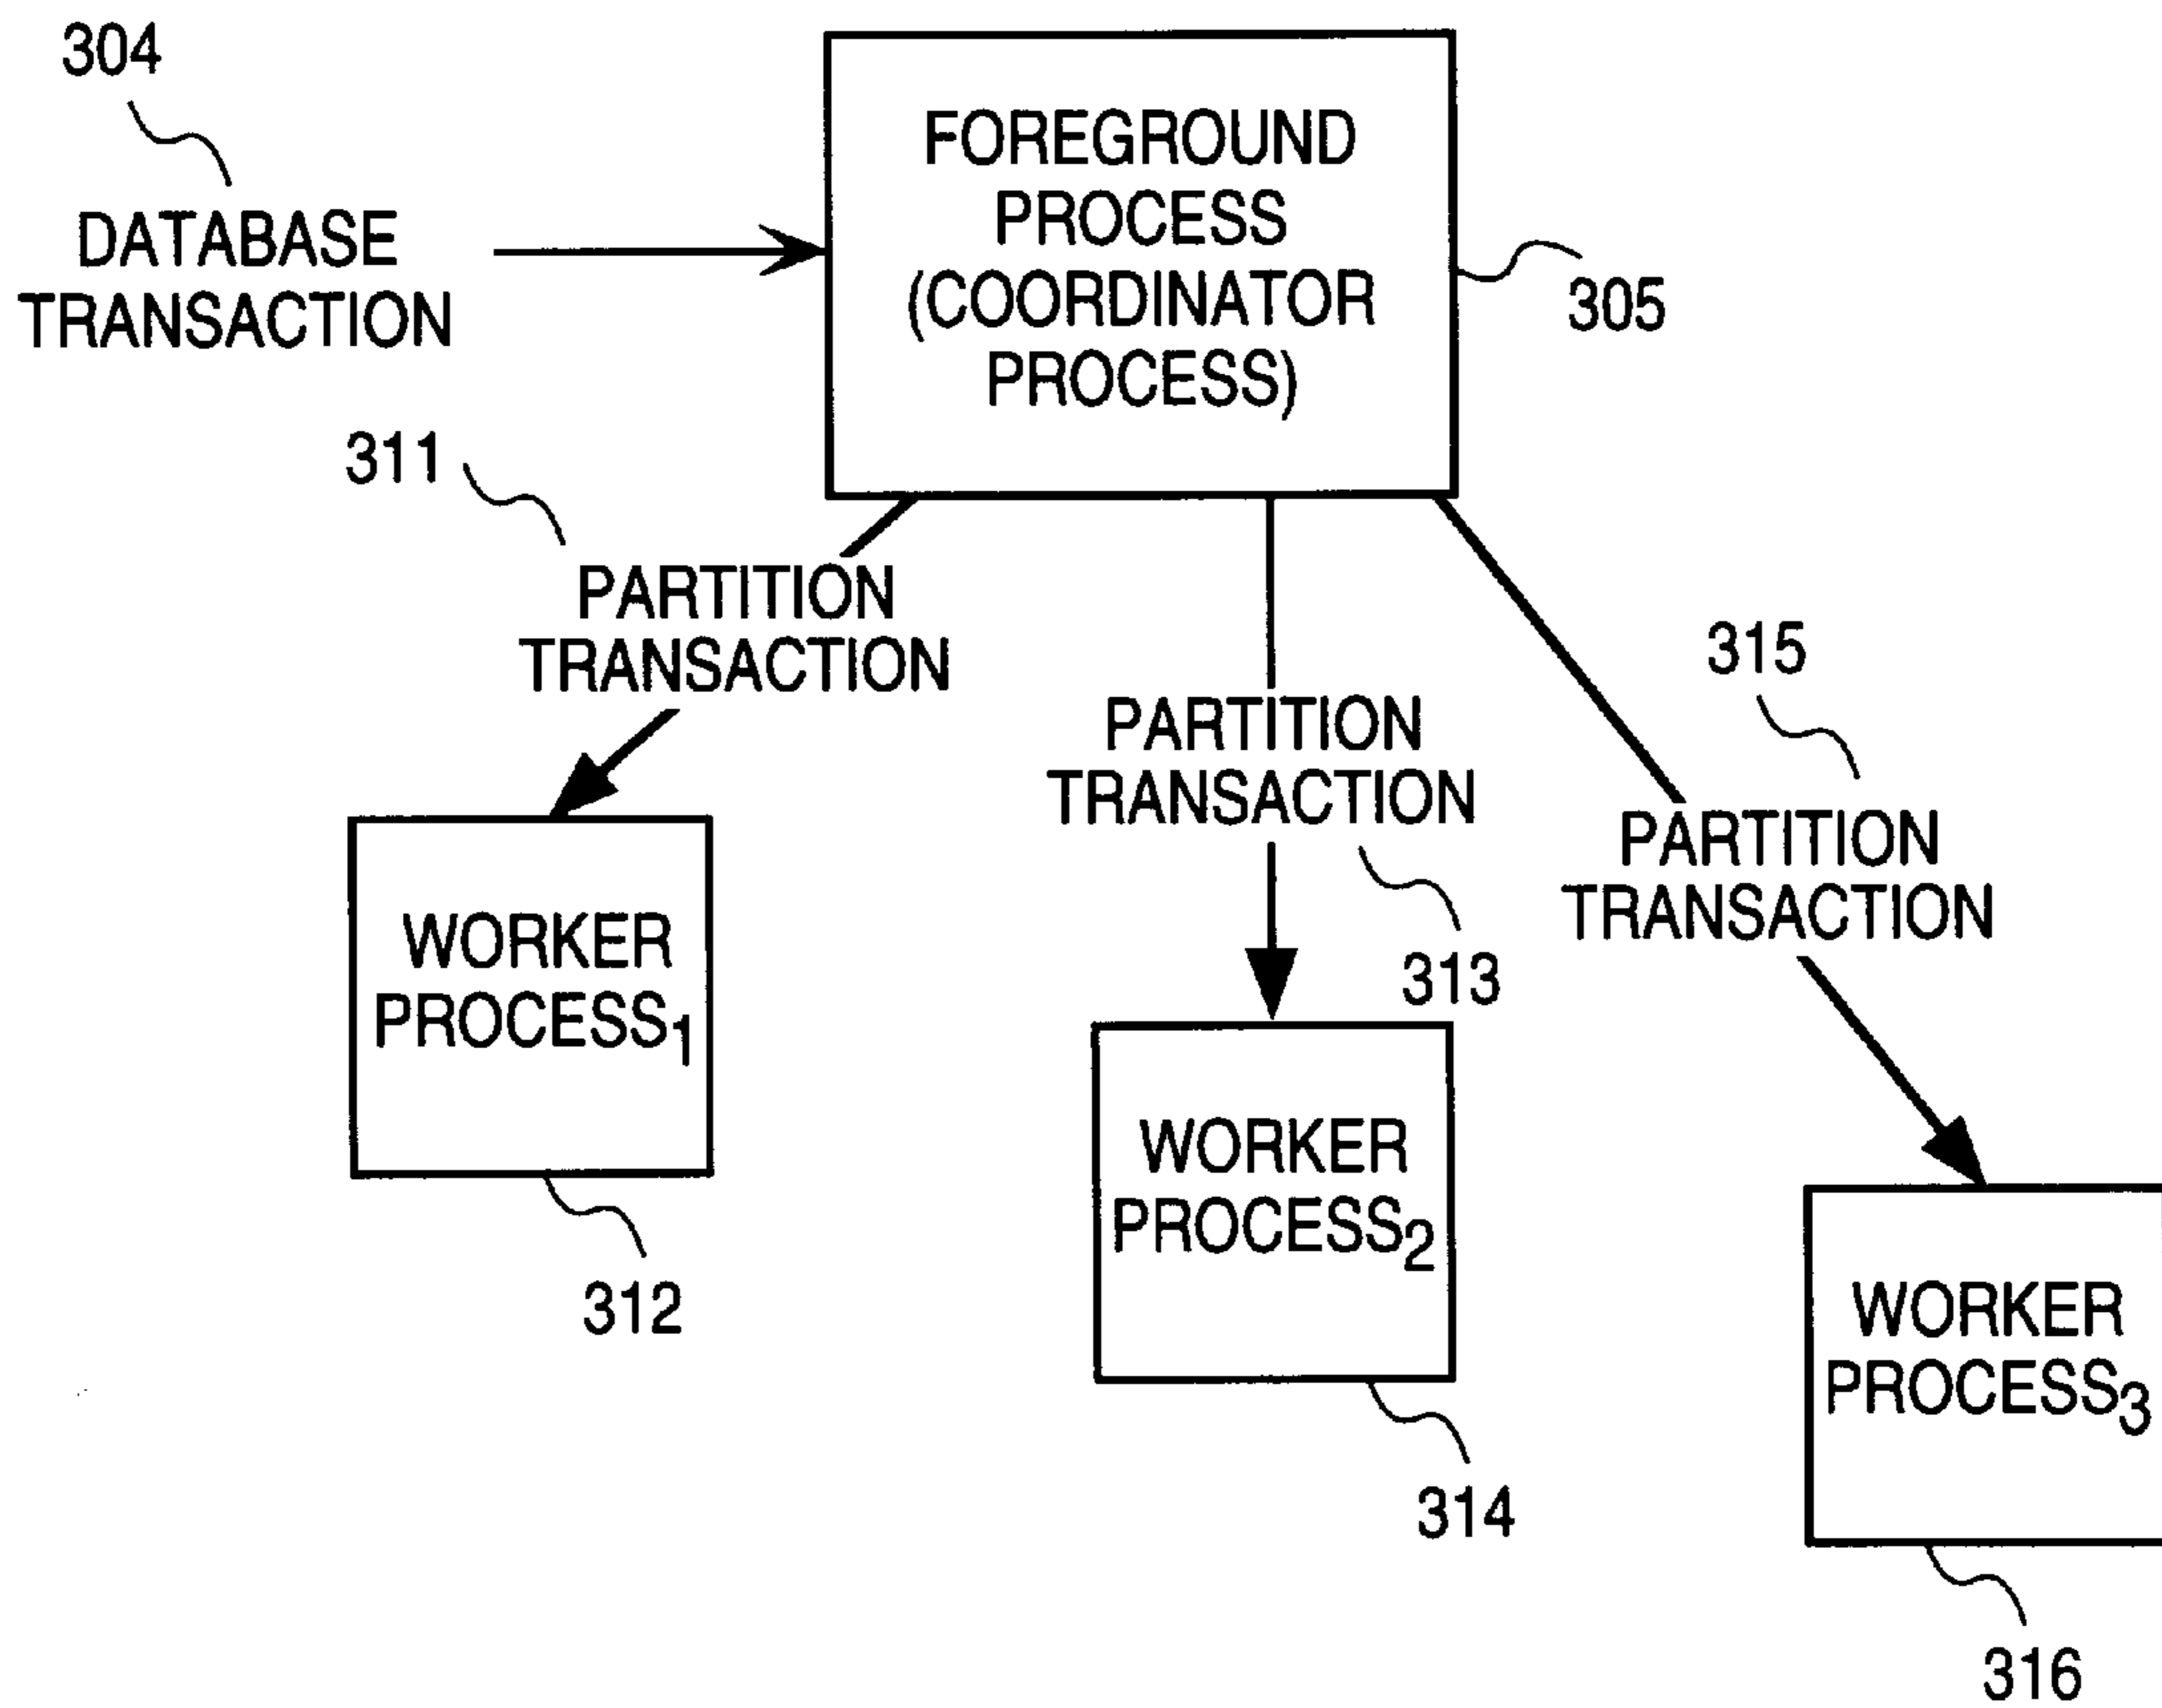 304
DATABASE
TRANSACTION
FOREGROUND
PROCESS
(COORDINATOR
PROCESS)
305
311
PARTITION
TRANSACTION
PARTITION
TRANSACTION
313
315
PARTITION
TRANSACTION
WORKER
PROCESS1
312
WORKER
PROCESS2
314
WORKER
PROCESS3
316